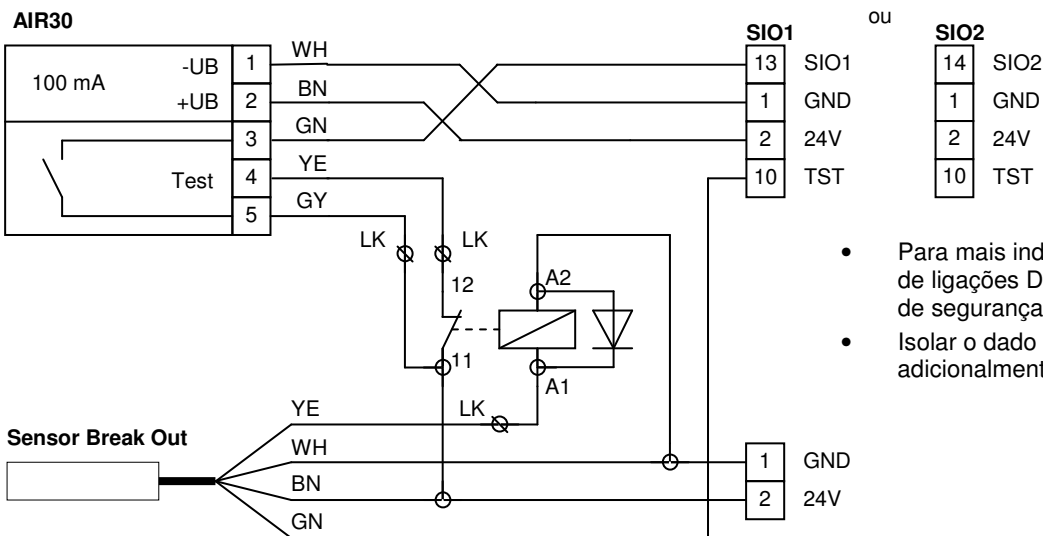 AIR30
ou
SIO1
SIO2
100 mA
-UB 1 WH
13 SIO1
14 SIO2
+UB 2 BN
1 GND
1 GND
3 GN
2 24V
2 24V
Test 4 YE
10 TST
10 TST
5 GY
LK LK
12 A2
11 A1
• Para mais
de ligações
de segurança
• Isolar o dado
YE LK
Sensor Break Out
WH
1 GND
BN
2 24V
GN